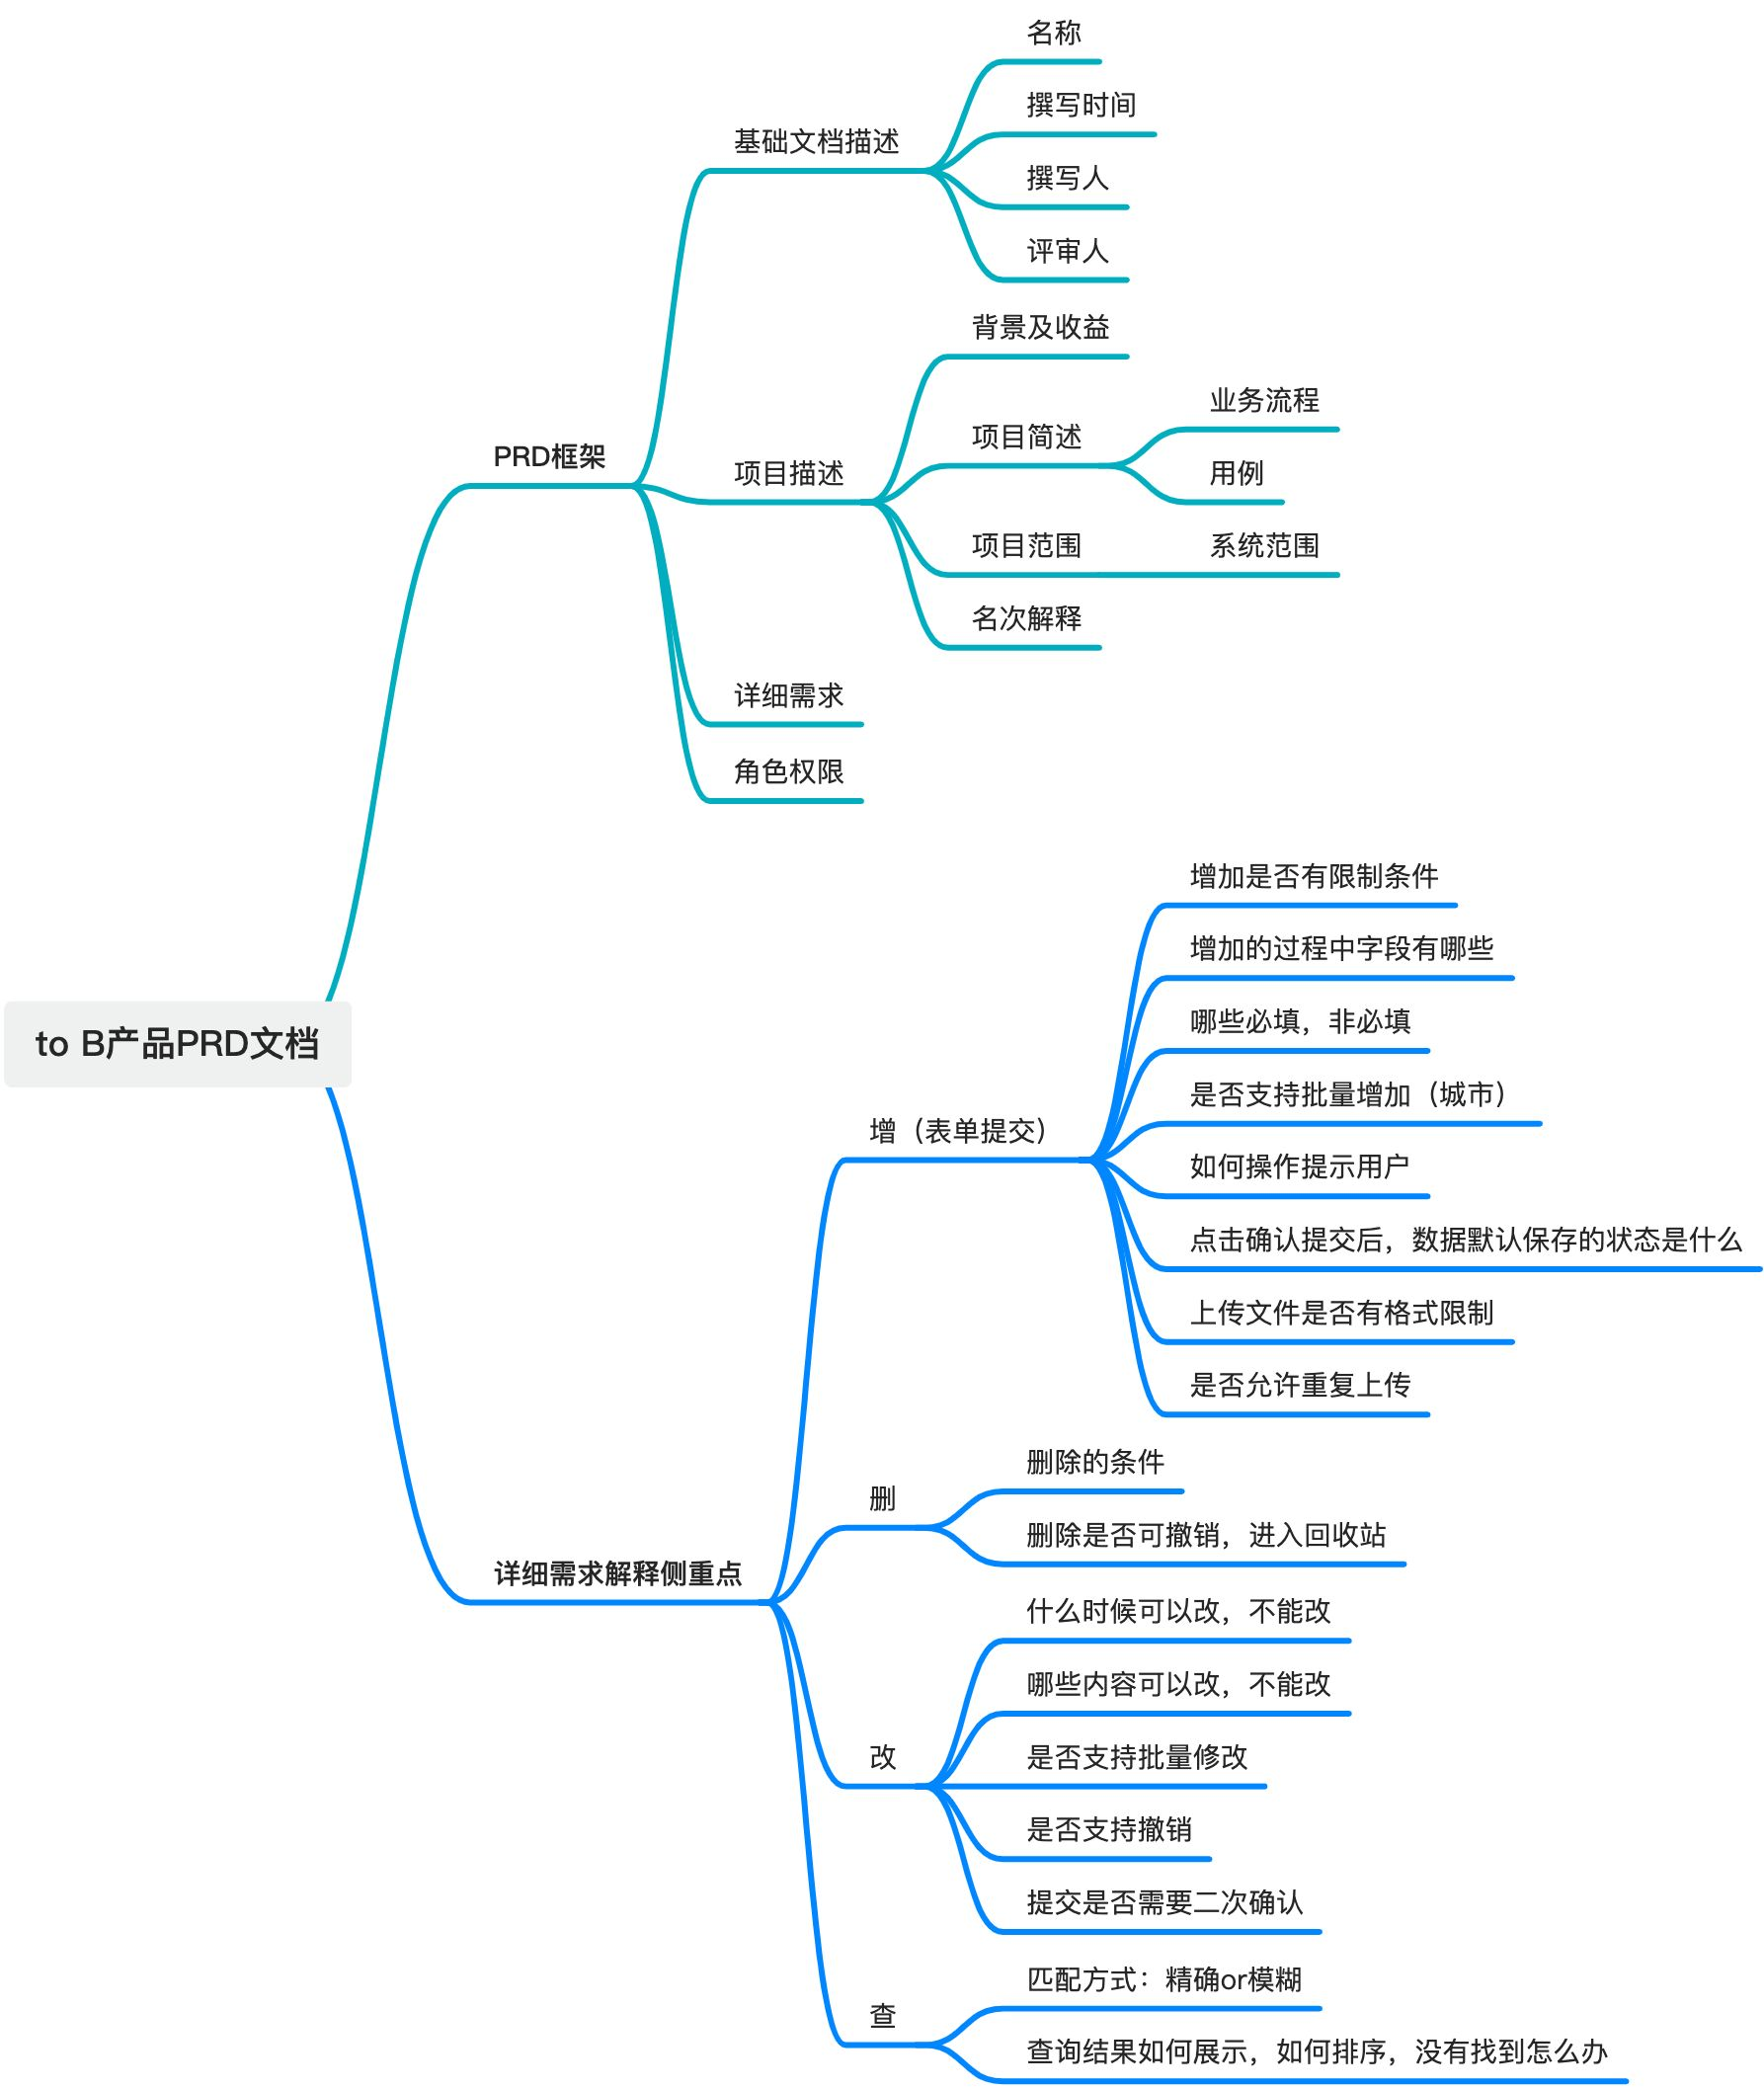 名称
撰写时间
基础文档描述
撰写人
评审人
背景及收益
业务流程
项目简述
PRD框架
项目描述
用例
项目范围
系统范围
名次解释
详细需求
角色权限
增加是否有限制条件
增加的过程中字段有哪些
哪些必填，非必填
to B产品PRD文档
是否支持批量增加（城市）
增（表单提交）
如何操作提示用户
点击确认提交后，数据默认保存的状态是什么
上传文件是否有格式限制
是否允许重复上传
删除的条件
删
删除是否可撤销，进入回收站
详细需求解释侧重点
什么时候可以改，不能改
哪些内容可以改，不能改
改
是否支持批量修改
是否支持撤销
提交是否需要二次确认
匹配方式：精确or模糊
查
查询结果如何展示，如何排序，没有找到怎么办